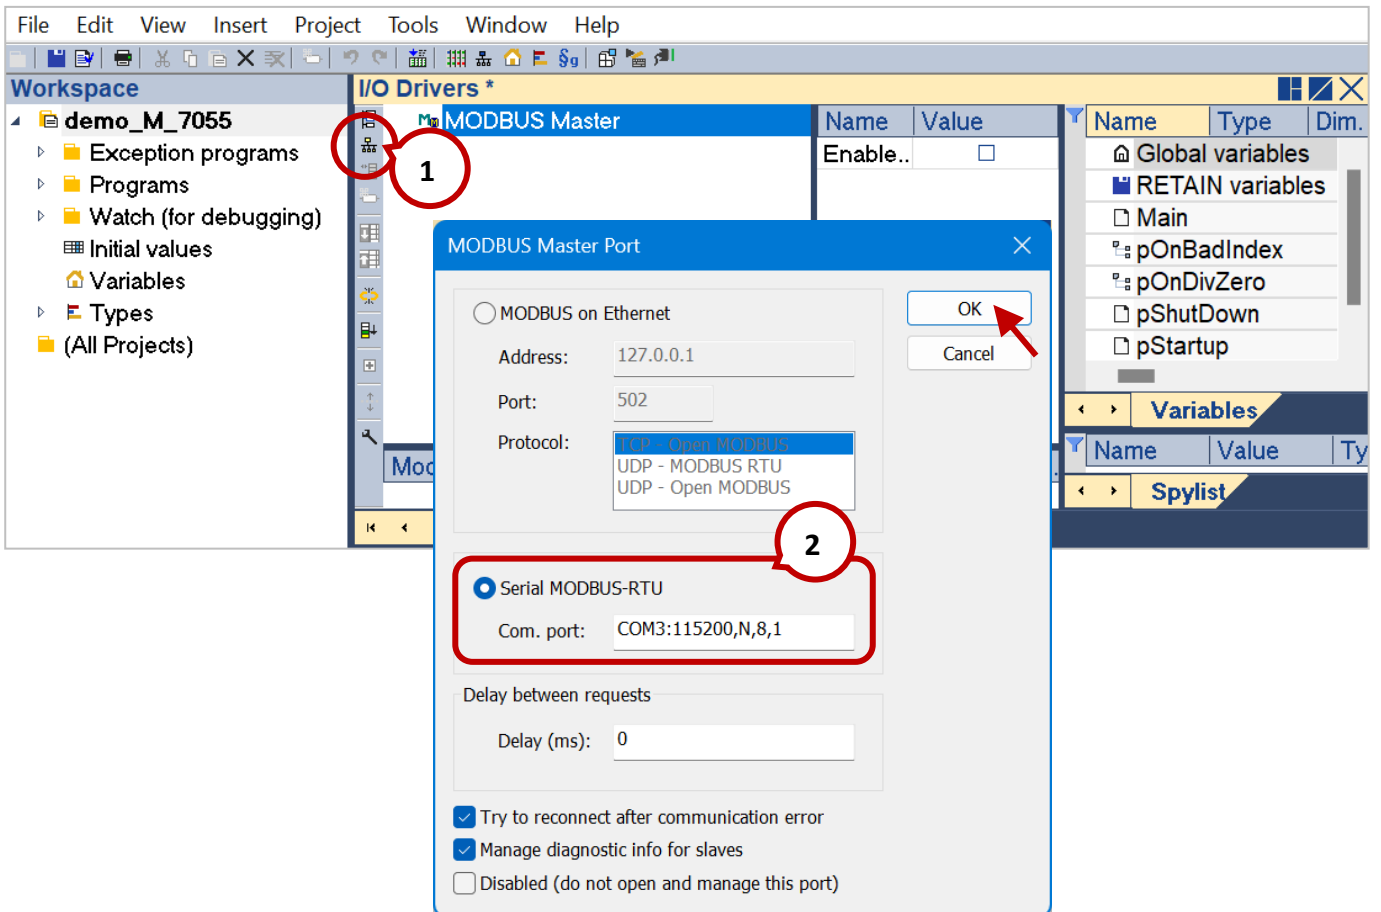 File Edit View Insert Project Tools Window Help
Workspace
demo_M_7055
Exception programs
Programs
Watch (for debugging)
Initial values
Variables
Types
(All Projects)
I/O Drivers *
MODBUS Master
Name Value
Enable..
1
Name Type Dim.
Global variables
RETAIN variables
Main
pOnBadIndex
pOnDivZero
pShutDown
pStartup
Variables
Name Value Ty
Spylist
Mod
MODBUS Master Port
MODBUS on Ethernet
Address: 127.0.0.1
Port: 502
Protocol: TCP - Open MODBUS
UDP - MODBUS RTU
UDP - Open MODBUS
OK
Cancel
2
Serial MODBUS-RTU
Com. port: COM3:115200,N,8,1
Delay between requests
Delay (ms): 0
Try to reconnect after communication error
Manage diagnostic info for slaves
Disabled (do not open and manage this port)